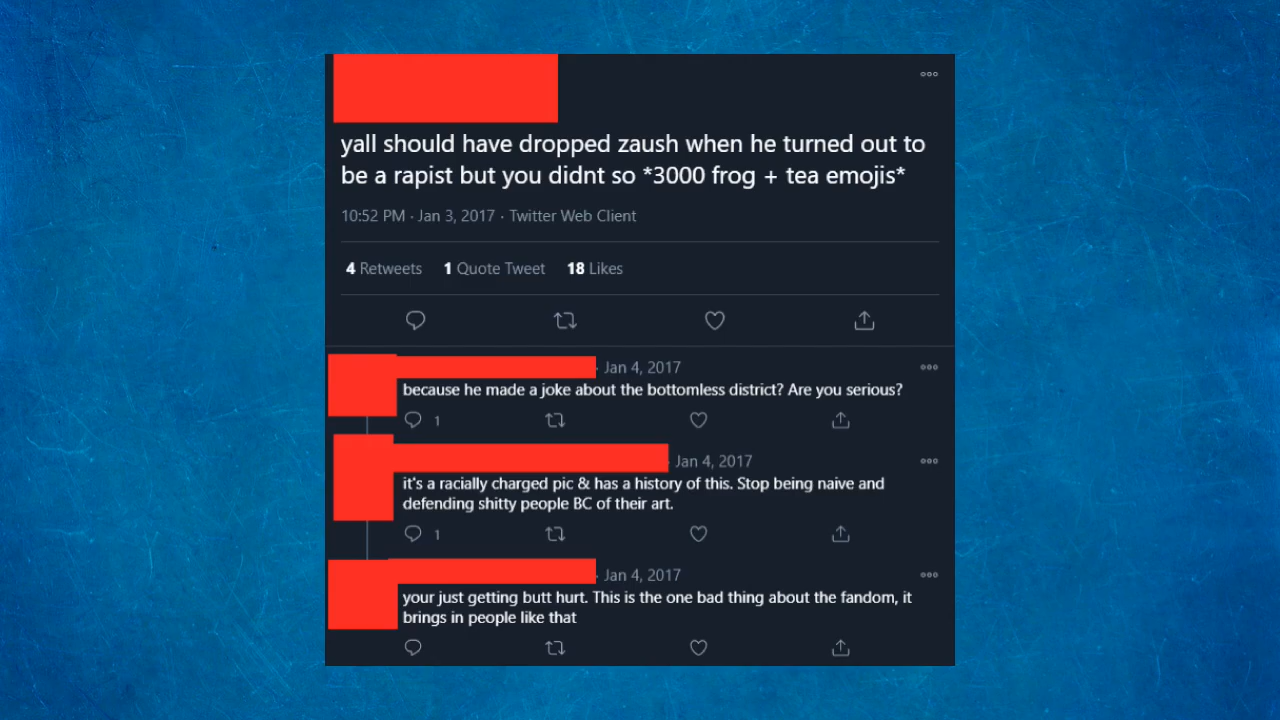 yall should have dropped zaush when he turned out to
be a rapist but you didnt so *3000 frog + tea emojis*
10:52 PM · Jan 3, 2017 · Twitter Web Client
4 Retweets 1 Quote Tweet 18 Likes
· Jan 4, 2017
because he made a joke about the bottomless district? Are you serious?
1
· Jan 4, 2017
it's a racially charged pic & has a history of this. Stop being naive and
defending shitty people BC of their art.
1
· Jan 4, 2017
your just getting butt hurt. This is the one bad thing about the fandom, it
brings in people like that